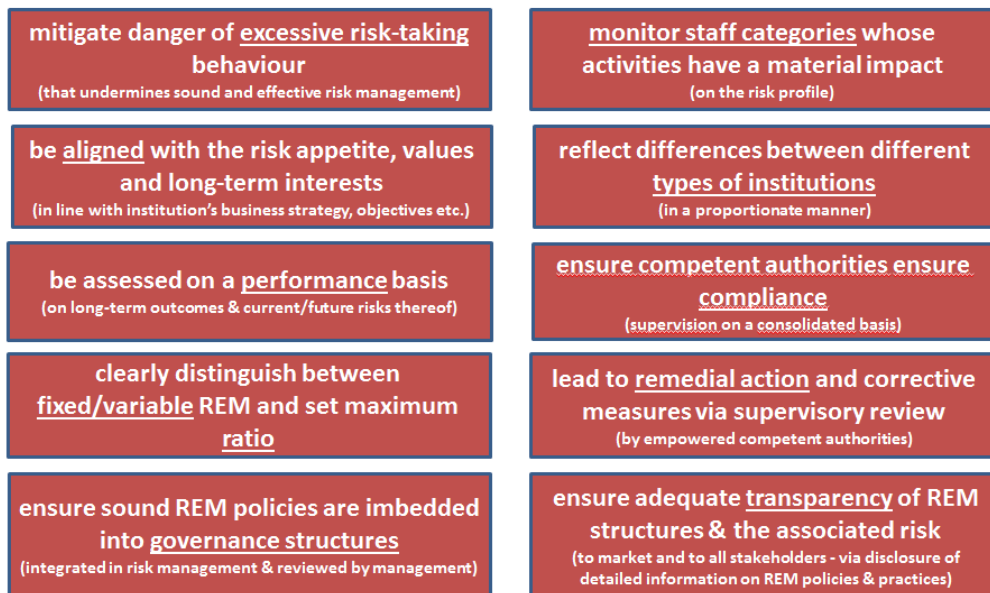 mitigate danger of excessive risk-taking
behaviour
(that undermines sound and effective risk management)
be aligned with the risk appetite, values
and long-term interests
(in line with institution's business strategy, objectives etc.)
be assessed on a performance basis
(on long-term outcomes & current/future risks thereof)
clearly distinguish between
fixed/variable REM and set maximum
ratio
ensure sound REM policies are imbedded
into governance structures
(integrated in risk management & reviewed by management)
monitor staff categories whose
activities have a material impact
(on the risk profile)
reflect differences between different
types of institutions
(in a proportionate manner)
ensure competent authorities ensure
compliance
(supervision on a consolidated basis)
lead to remedial action and corrective
measures via supervisory review
(by empowered competent authorities)
ensure adequate transparency of REM
structures & the associated risk
(to market and to all stakeholders - via disclosure of
detailed information on REM policies & practices)